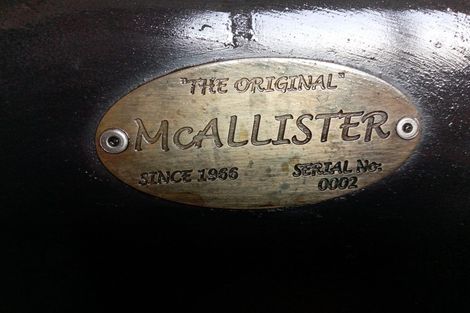 "THE ORIGINAL"
McALLISTER
SINCE 1966
SERIAL No:
0002